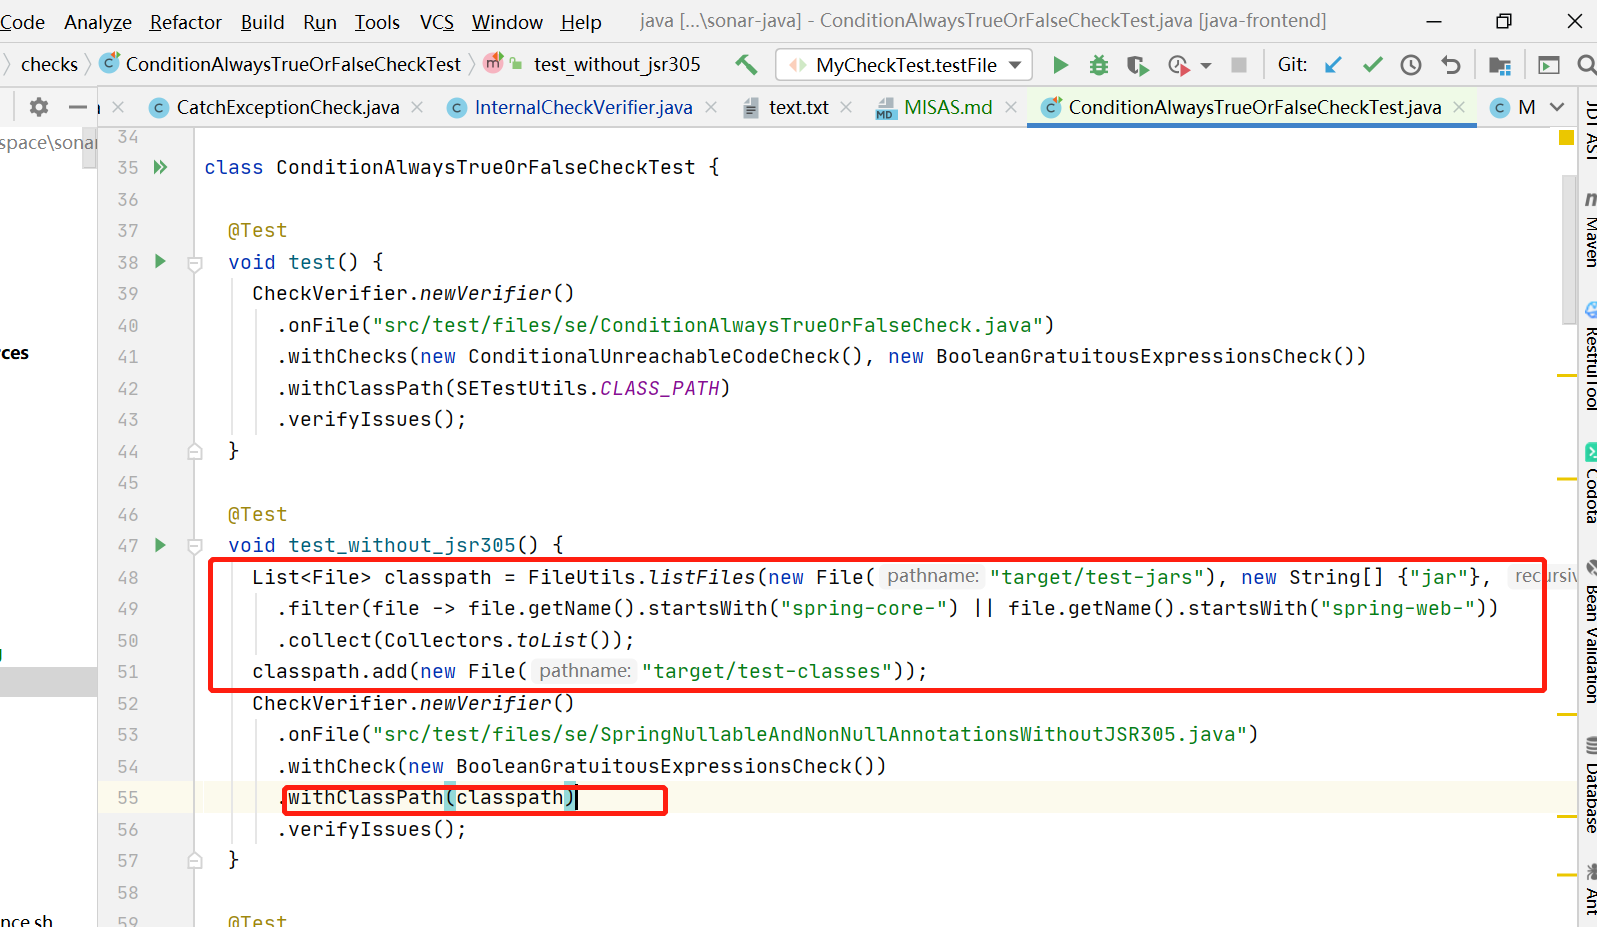 Code Analyze Refactor Build Run Tools VCS Window Help java [...\sonar-java] - ConditionAlwaysTrueOrFalseCheckTest.java [java-frontend]
checks ConditionAlwaysTrueOrFalseCheckTest test_without_jsr305 MyCheckTest.testFile Git:
CatchExceptionCheck.java InternalCheckVerifier.java text.txt MISAS.md ConditionAlwaysTrueOrFalseCheckTest.java M
34
35 class ConditionAlwaysTrueOrFalseCheckTest {
36
37 @Test
38 void test() {
39 CheckVerifier.newVerifier()
40 .onFile("src/test/files/se/ConditionAlwaysTrueOrFalseCheck.java")
41 .withChecks(new ConditionalUnreachableCodeCheck(), new BooleanGratuitousExpressionsCheck())
42 .withClassPath(SETestUtils.CLASS_PATH)
43 .verifyIssues();
44 }
45
46 @Test
47 void test_without_jsr305() {
48 List<File> classpath = FileUtils.listFiles(new File( pathname: "target/test-jars"), new String[] {"jar"}, recursiv
49 .filter(file -> file.getName().startsWith("spring-core-") || file.getName().startsWith("spring-web-"))
50 .collect(Collectors.toList());
51 classpath.add(new File( pathname: "target/test-classes"));
52 CheckVerifier.newVerifier()
53 .onFile("src/test/files/se/SpringNullableAndNonNullAnnotationsWithoutJSR305.java")
54 .withCheck(new BooleanGratuitousExpressionsCheck())
55 .withClassPath(classpath)
56 .verifyIssues();
57 }
58
59 @Test
space\sonar
rces
nce sh
JDT AST
Maven
RestfulTool
Codota
Bean Validation
Database
Ant